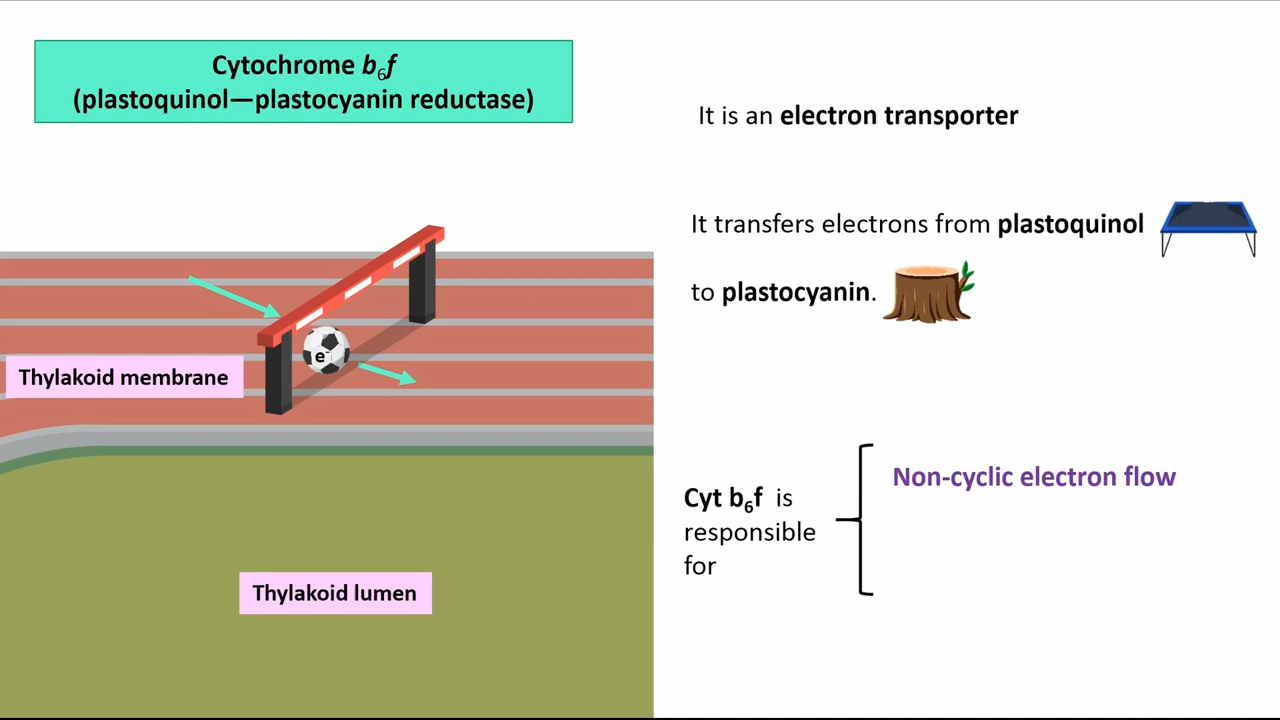 Cytochrome b₆f
(plastoquinol—plastocyanin reductase)
It is an electron transporter
It transfers electrons from plastoquinol
to plastocyanin.
e⁻
Thylakoid membrane
Thylakoid lumen
Cyt b₆f is
responsible
for
Non-cyclic electron flow